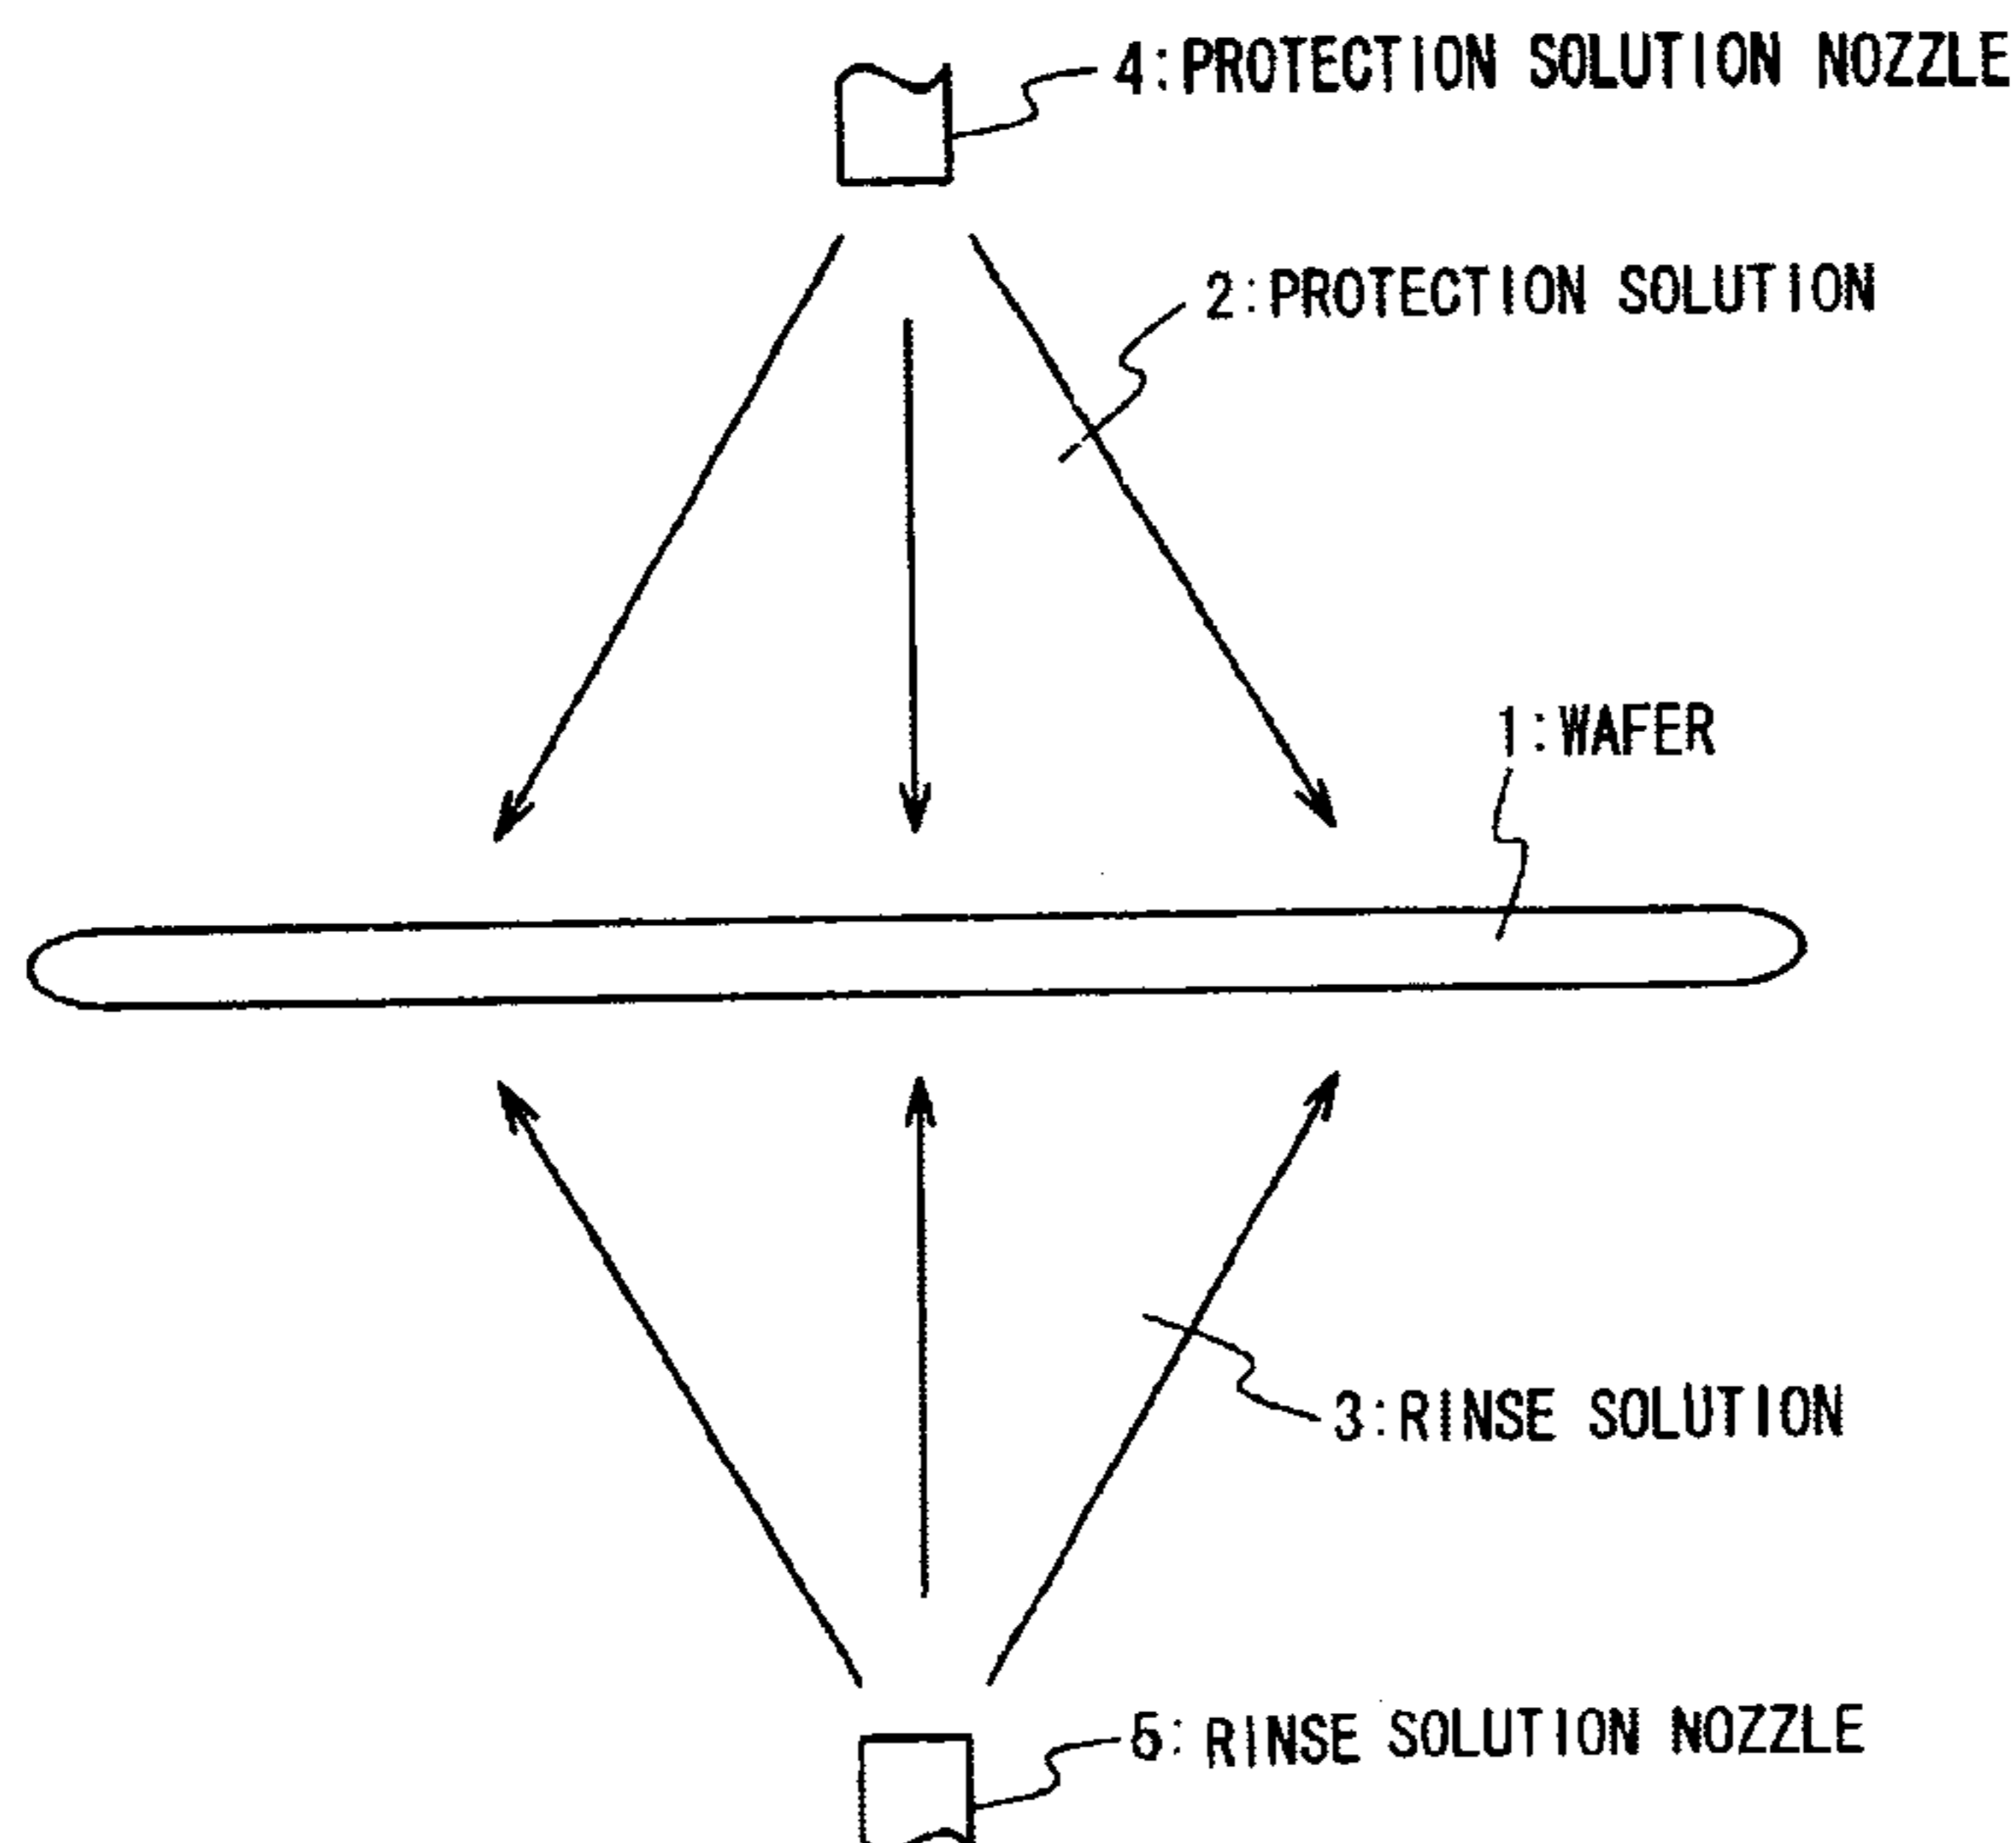 4:PROTECTION SOLUTION NOZZLE
2:PROTECTION SOLUTION
1:WAFER
3:RINSE SOLUTION
5:RINSE SOLUTION NOZZLE